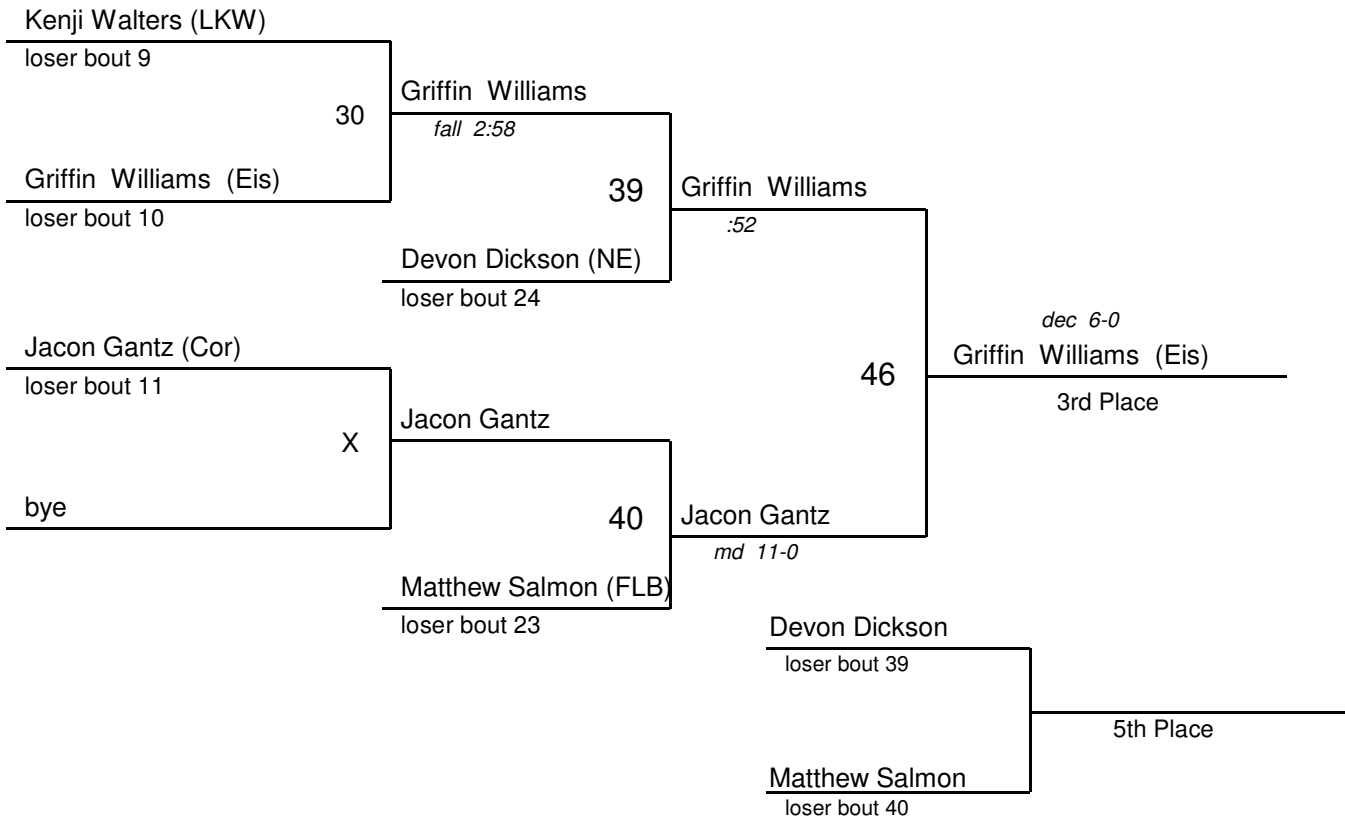 Kenji Walters (LKW)
loser bout 9
30
Griffin Williams
fall 2:58
Griffin Williams (Eis)
loser bout 10
39
Griffin Williams
:52
Devon Dickson (NE)
loser bout 24
Jacon Gantz (Cor)
loser bout 11
X
Jacon Gantz
bye
40
Jacon Gantz
md 11-0
Matthew Salmon (FLB)
loser bout 23
46
dec 6-0
Griffin Williams (Eis)
3rd Place
Devon Dickson
loser bout 39
5th Place
Matthew Salmon
loser bout 40